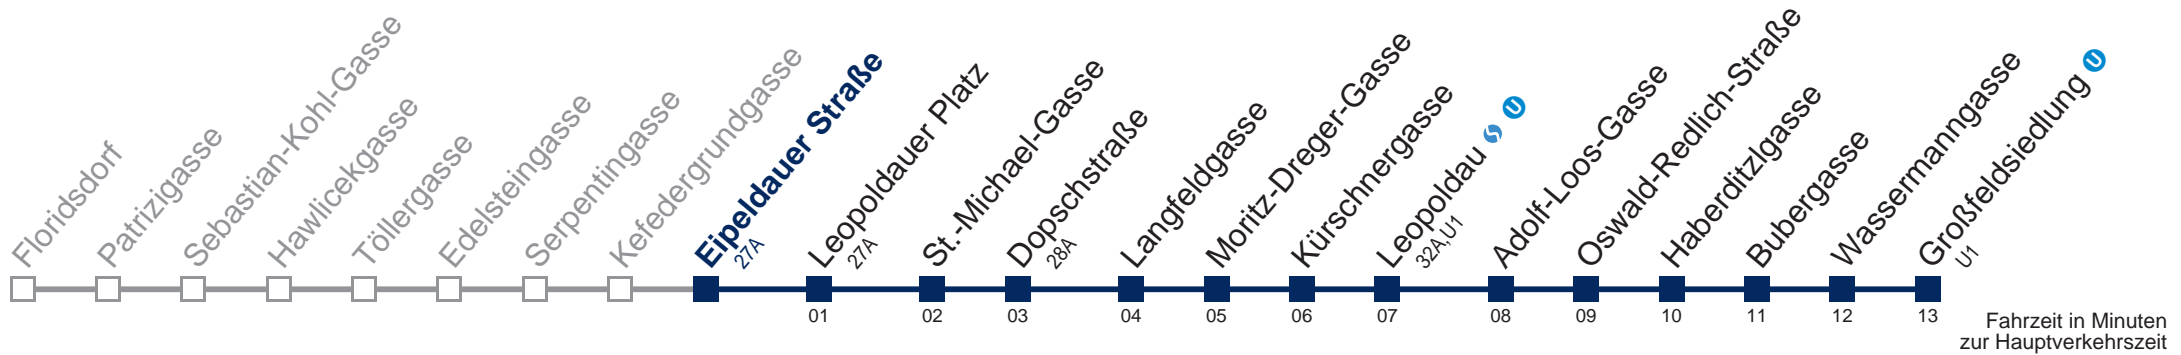 Floridsdorf
Patrizigasse
Sebastian-Kohl-Gasse
Hawlicekgasse
Töllergasse
Edelsteingasse
Serpentingasse
Kefedergrundgasse
Eipeldauer Straße
27A
Leopoldauer Platz
27A
St.-Michael-Gasse
Dopschstraße
28A
Langfeldgasse
Moritz-Dreger-Gasse
Kürschnergasse
Leopoldau S U
32A,U1
Adolf-Loos-Gasse
Oswald-Redlich-Straße
Haberditzlgasse
Bubergasse
Wassermanngasse
Großfeldsiedlung U
U1
01 02 03 04 05 06 07 08 09 10 11 12 13
Fahrzeit in Minuten
zur Hauptverkehrszeit